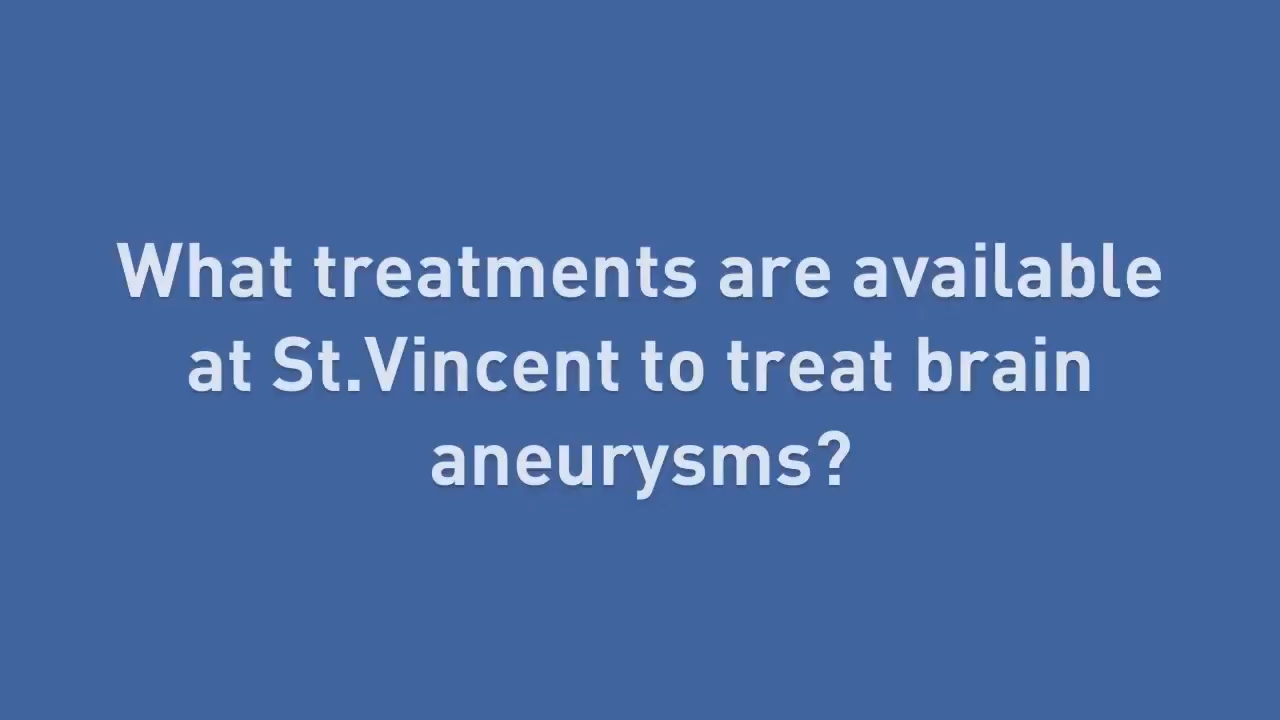 What treatments are available
at St.Vincent to treat brain
aneurysms?